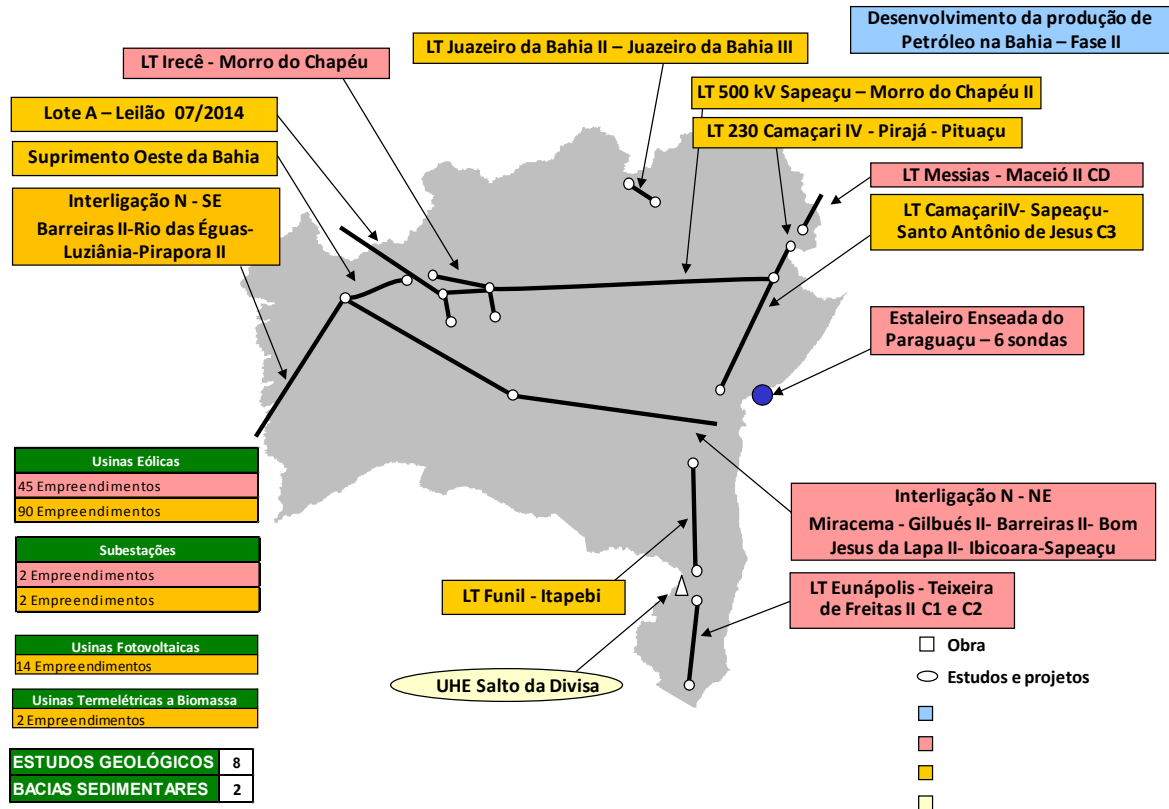 Desenvolvimento da produção de
Petróleo na Bahia – Fase II
LT Juazeiro da Bahia II – Juazeiro da Bahia III
LT Irecê - Morro do Chapéu
LT 500 kV Sapeaçu – Morro do Chapéu II
Lote A – Leilão 07/2014
LT 230 Camaçari IV - Pirajá - Pituaçu
Suprimento Oeste da Bahia
LT Messias - Maceió II CD
Interligação N - SE
Barreiras II-Rio das Éguas-
Luziânia-Pirapora II
LT CamaçariIV- Sapeaçu-
Santo Antônio de Jesus C3
Estaleiro Enseada do
Paraguaçu – 6 sondas
Usinas Eólicas
45 Empreendimentos
90 Empreendimentos
Interligação N - NE
Miracema - Gilbués II- Barreiras II- Bom
Jesus da Lapa II- Ibicoara-Sapeaçu
Subestações
2 Empreendimentos
2 Empreendimentos
LT Funil - Itapebi
LT Eunápolis - Teixeira
de Freitas II C1 e C2
Usinas Fotovoltaicas
14 Empreendimentos
Obra
UHE Salto da Divisa
Estudos e projetos
Usinas Termelétricas a Biomassa
2 Empreendimentos
ESTUDOS GEOLÓGICOS 8
BACIAS SEDIMENTARES 2